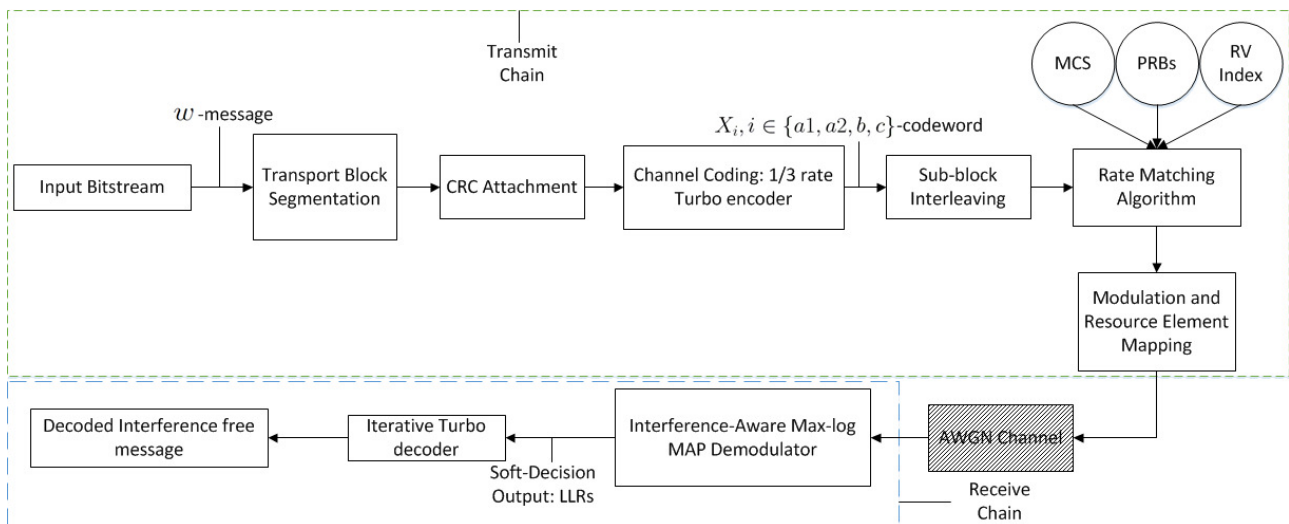 Transmit
Chain
MCS
PRBs
RV
Index
w -message
X_i, i ∈ {a1, a2, b, c}-codeword
Input Bitstream
Transport Block
Segmentation
CRC Attachment
Channel Coding: 1/3 rate
Turbo encoder
Sub-block
Interleaving
Rate Matching
Algorithm
Modulation and
Resource Element
Mapping
Decoded Interference free
message
Iterative Turbo
decoder
Soft-Decision
Output: LLRs
Interference-Aware Max-log
MAP Demodulator
AWGN Channel
Receive
Chain